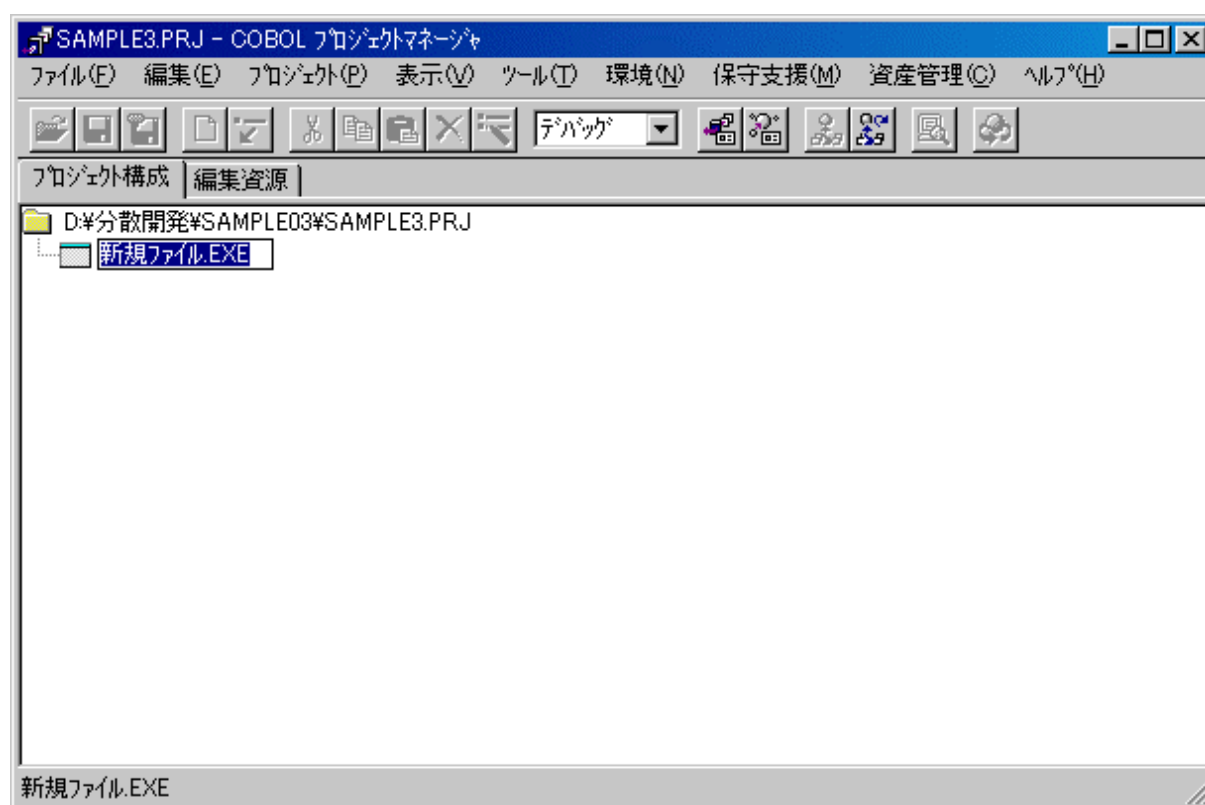 SAMPLE3.PRJ - COBOL ﾌﾟﾛｼﾞｪｸﾄﾏﾈｰｼﾞｬ
ﾌｧｲﾙ(F) 編集(E) ﾌﾟﾛｼﾞｪｸﾄ(P) 表示(V) ﾂｰﾙ(T) 環境(N) 保守支援(M) 資産管理(C) ﾍﾙﾌﾟ(H)
ﾃﾞﾊﾞｯｸﾞ
ﾌﾟﾛｼﾞｪｸﾄ構成 編集資源
D:¥分散開発¥SAMPLE03¥SAMPLE3.PRJ
新規ファイル.EXE
新規ファイル.EXE